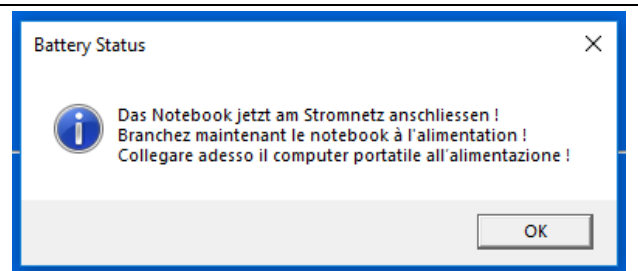 Battery Status
Das Notebook jetzt am Stromnetz anschliessen !
Branchez maintenant le notebook à l'alimentation !
Collegare adesso il computer portatile all'alimentazione !
OK